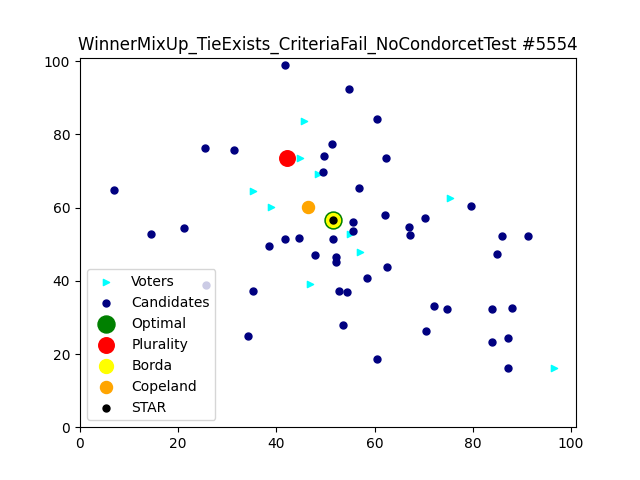 WinnerMixUp_TieExists_CriteriaFail_NoCondorcetTest #5554
100
80
60
40
20
0
Voters
Candidates
Optimal
Plurality
Borda
Copeland
STAR
0 20 40 60 80 100